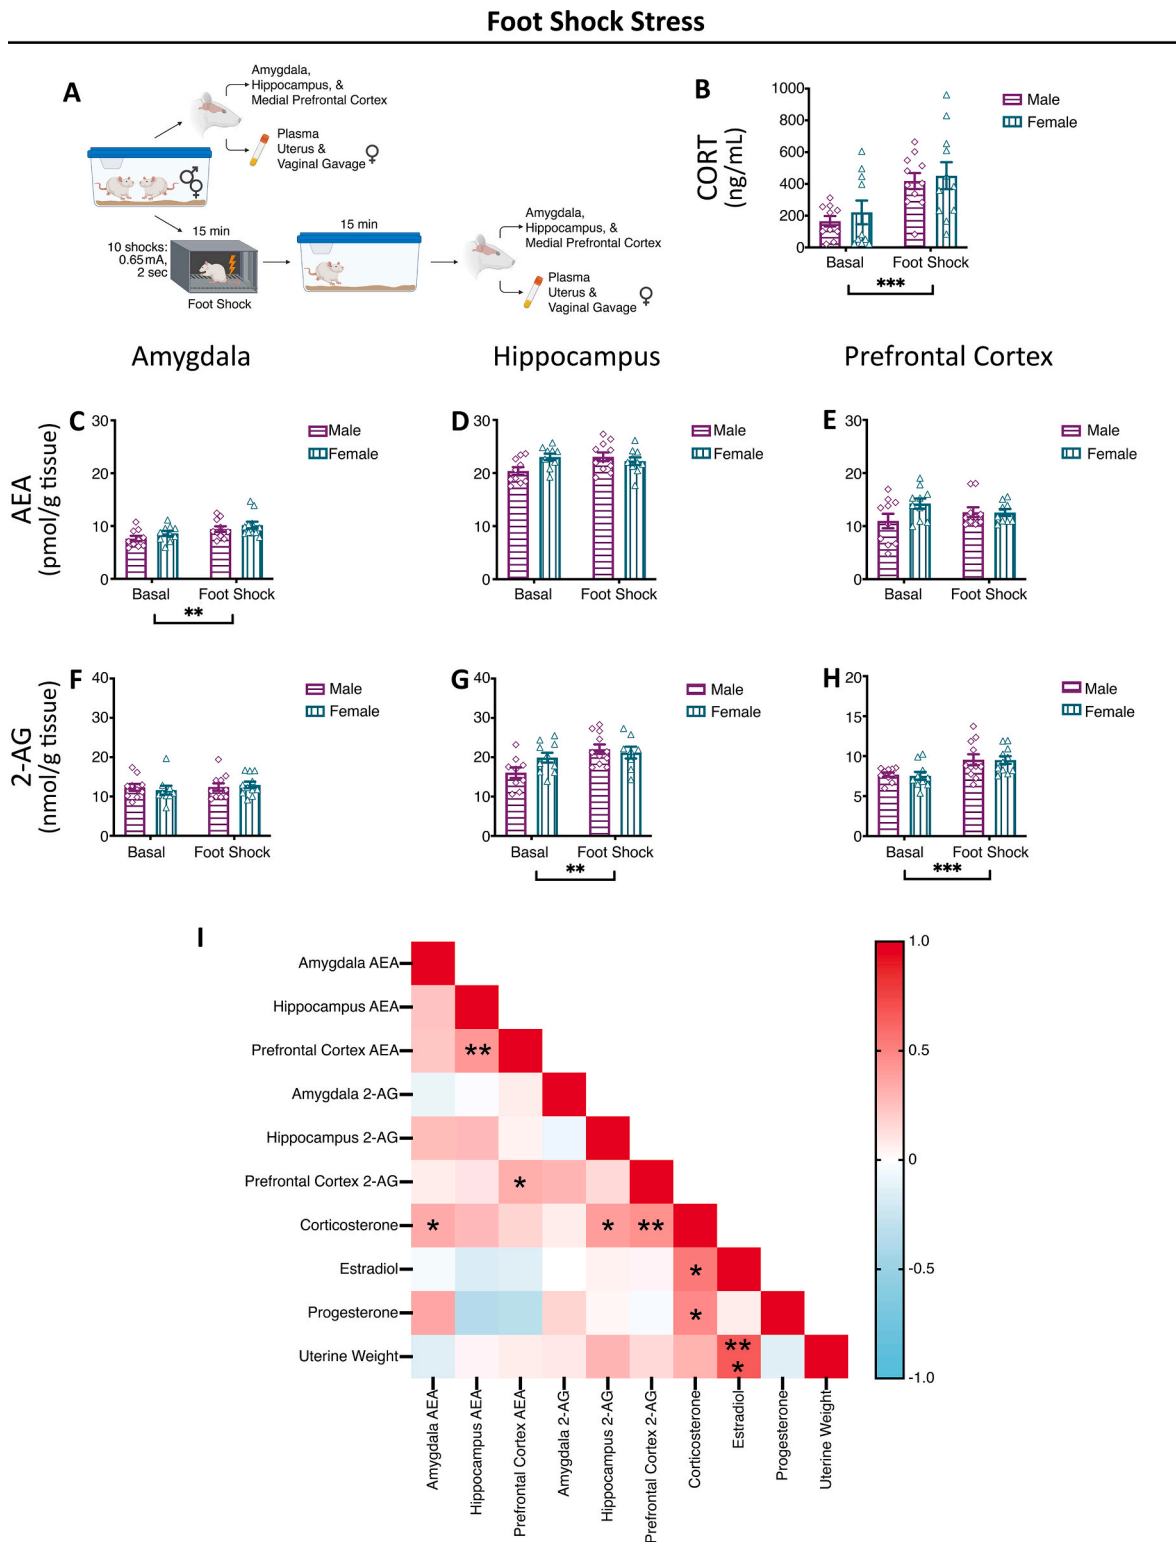 Foot Shock Stress
A
Amygdala,
Hippocampus, &
Medial Prefrontal Cortex
Plasma
Uterus &
Vaginal Gavage ♀
15 min
10 shocks:
0.65mA,
2 sec
Foot Shock
15 min
Amygdala,
Hippocampus, &
Medial Prefrontal Cortex
Plasma
Uterus &
Vaginal Gavage ♀
B
CORT
(ng/mL)
1000
800
600
400
200
0
Basal Foot Shock
***
Male
Female
Amygdala Hippocampus Prefrontal Cortex
AEA
(pmol/g tissue)
C
30
20
10
0
Basal Foot Shock
**
Male
Female
D
30
20
10
0
Basal Foot Shock
Male
Female
E
30
20
10
0
Basal Foot Shock
Male
Female
2-AG
(nmol/g tissue)
F
40
30
20
10
0
Basal Foot Shock
Male
Female
G
40
30
20
10
0
Basal Foot Shock
**
Male
Female
H
20
15
10
5
0
Basal Foot Shock
***
Male
Female
I
Amygdala AEA
Hippocampus AEA
Prefrontal Cortex AEA **
Amygdala 2-AG
Hippocampus 2-AG
Prefrontal Cortex 2-AG *
Corticosterone * * **
Estradiol *
Progesterone *
Uterine Weight **
*
Amygdala AEA
Hippocampus AEA
Prefrontal Cortex AEA
Amygdala 2-AG
Hippocampus 2-AG
Prefrontal Cortex 2-AG
Corticosterone
Estradiol
Progesterone
Uterine Weight
1.0
0.5
0
-0.5
-1.0